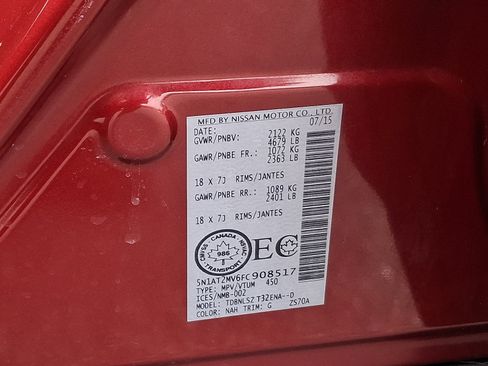 MFD BY NISSAN MOTOR CO., LTD.
DATE: 07/15
GVWR/PNBV: 2122 KG
4679 LB
GAWR/PNBE FR.: 1072 KG
2363 LB
18 X 7J RIMS/JANTES
GAWR/PNBE RR.: 1089 KG
2401 LB
18 X 7J RIMS/JANTES
CANADA
986
TRANSPORT
EC
5N1AT2MV6FC908517
TYPE: MPV/VTUM 450
ICES/NMB-002
MODEL: TDBNLSZ T32ENA--D
COLOR: NAH TRIM: G ZS70A